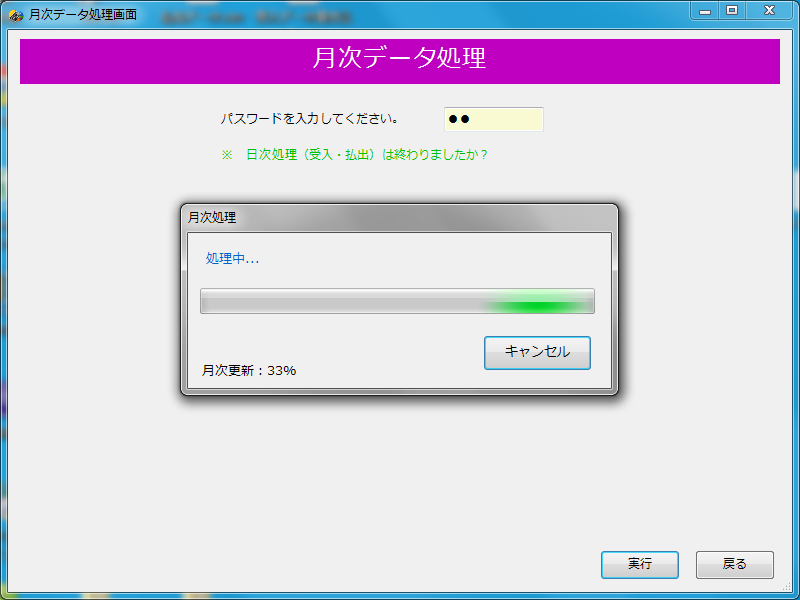 月次データ処理画面
月次データ処理
パスワードを入力してください。 ●●
※ 日次処理（受入・払出）は終わりましたか？
月次処理
処理中...
キャンセル
月次更新：33%
実行 戻る